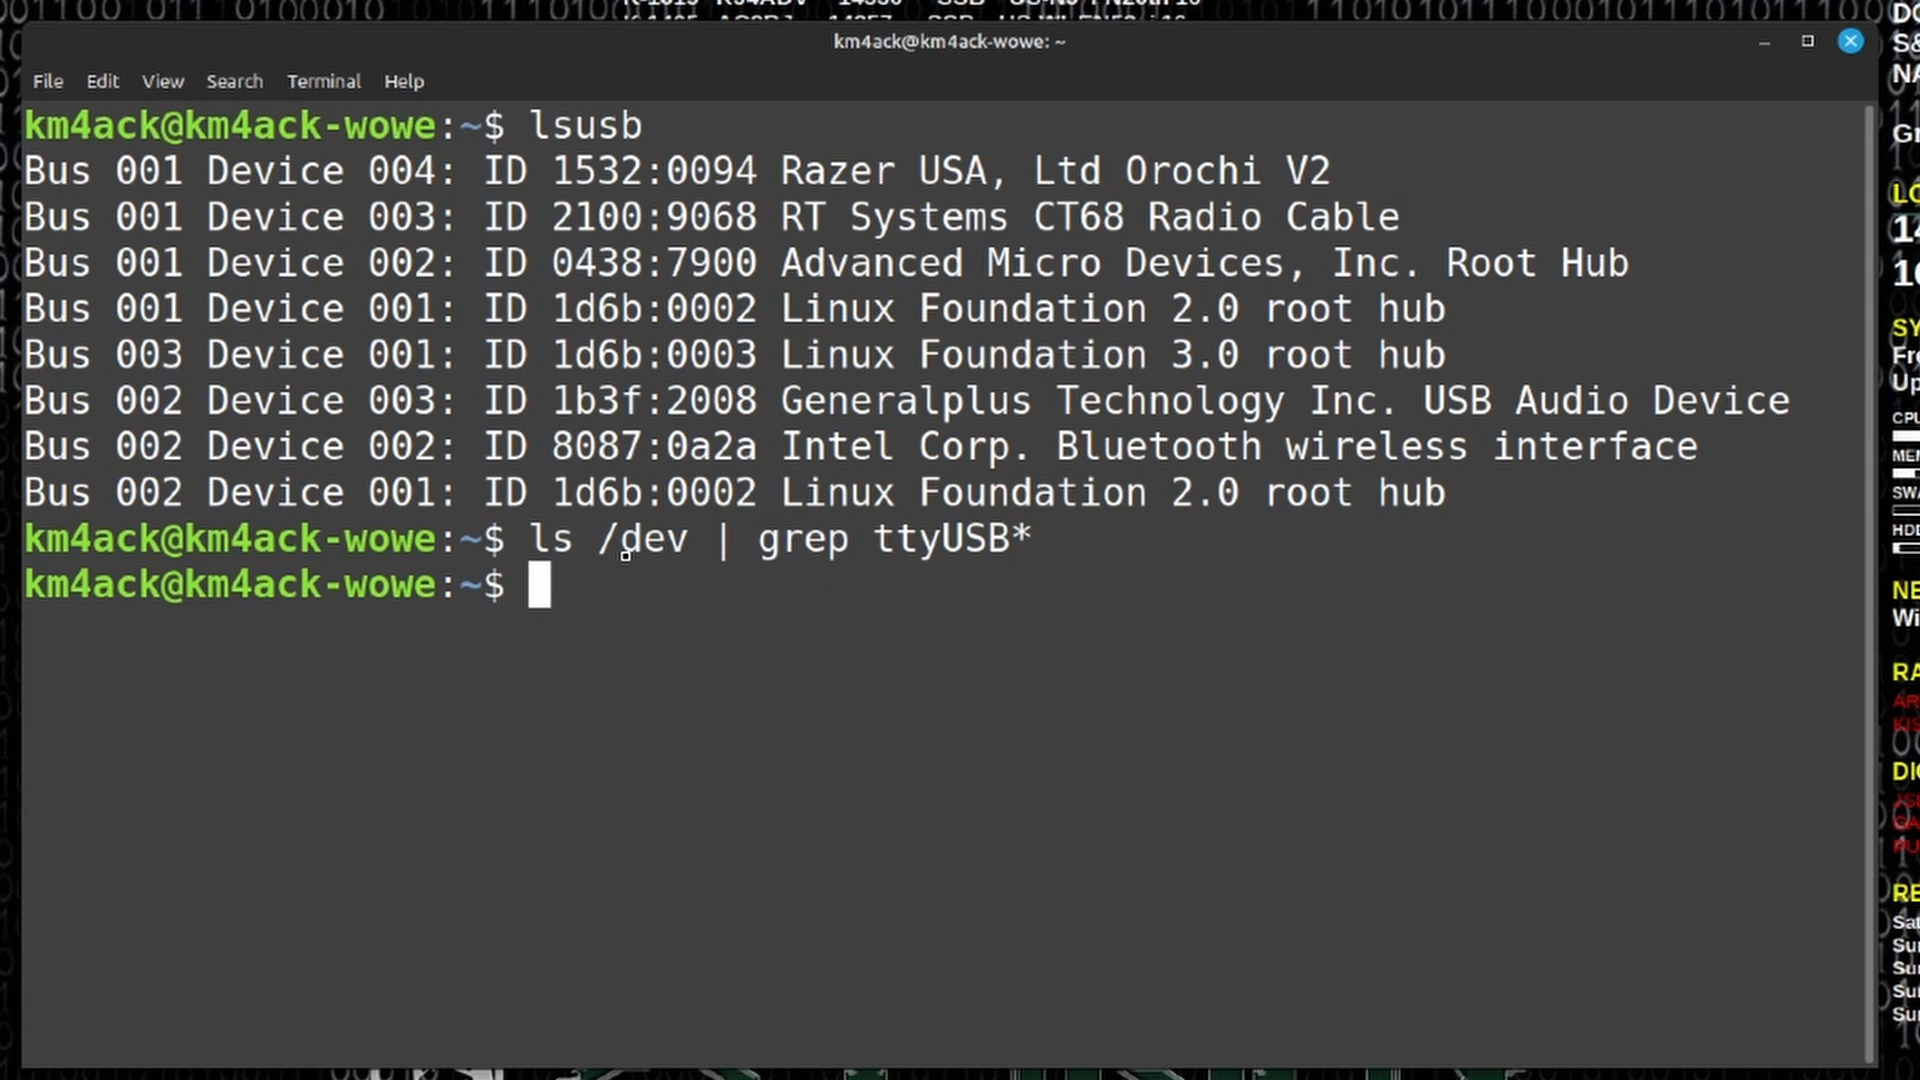 km4ack@km4ack-wowe: ~
File Edit View Search Terminal Help
km4ack@km4ack-wowe:~$ lsusb
Bus 001 Device 004: ID 1532:0094 Razer USA, Ltd Orochi V2
Bus 001 Device 003: ID 2100:9068 RT Systems CT68 Radio Cable
Bus 001 Device 002: ID 0438:7900 Advanced Micro Devices, Inc. Root Hub
Bus 001 Device 001: ID 1d6b:0002 Linux Foundation 2.0 root hub
Bus 003 Device 001: ID 1d6b:0003 Linux Foundation 3.0 root hub
Bus 002 Device 003: ID 1b3f:2008 Generalplus Technology Inc. USB Audio Device
Bus 002 Device 002: ID 8087:0a2a Intel Corp. Bluetooth wireless interface
Bus 002 Device 001: ID 1d6b:0002 Linux Foundation 2.0 root hub
km4ack@km4ack-wowe:~$ ls /dev | grep ttyUSB*
km4ack@km4ack-wowe:~$